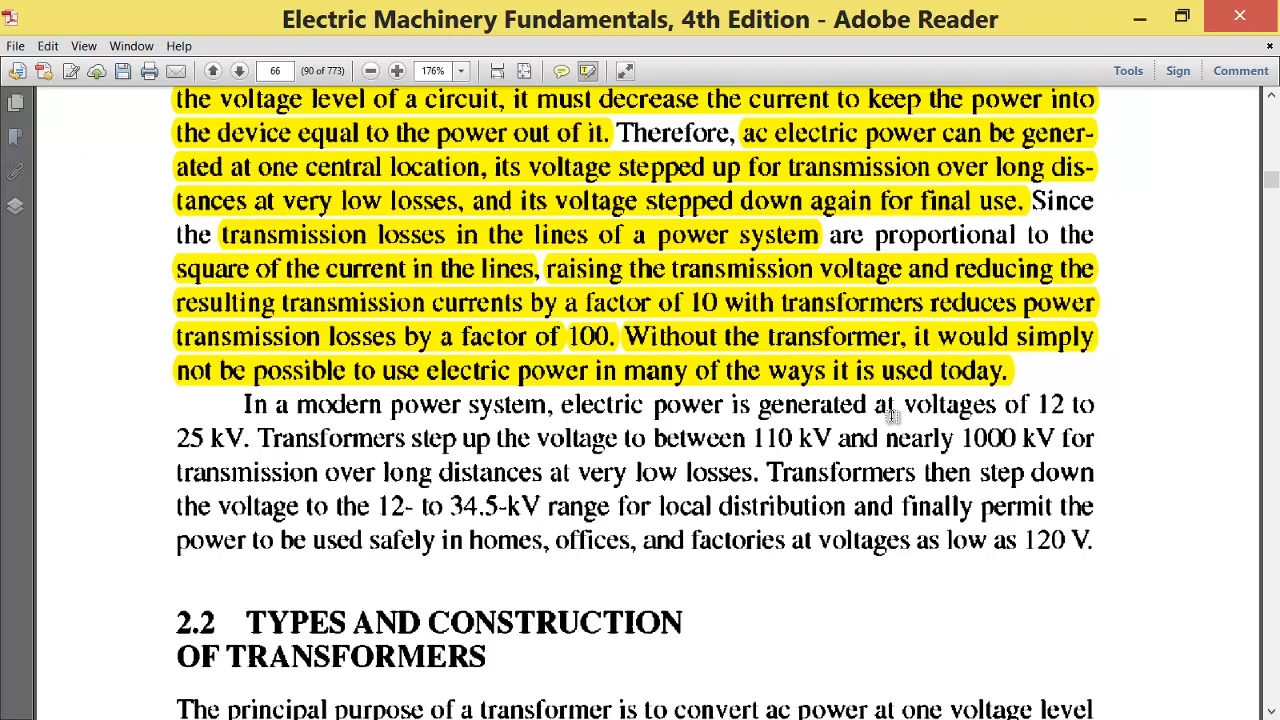 Electric Machinery Fundamentals, 4th Edition - Adobe Reader
File Edit View Window Help
66 (90 of 773) 176% Tools Sign Comment
the voltage level of a circuit, it must decrease the current to keep the power into
the device equal to the power out of it. Therefore, ac electric power can be gener-
ated at one central location, its voltage stepped up for transmission over long dis-
tances at very low losses, and its voltage stepped down again for final use. Since
the transmission losses in the lines of a power system are proportional to the
square of the current in the lines, raising the transmission voltage and reducing the
resulting transmission currents by a factor of 10 with transformers reduces power
transmission losses by a factor of 100. Without the transformer, it would simply
not be possible to use electric power in many of the ways it is used today.
In a modern power system, electric power is generated at voltages of 12 to
25 kV. Transformers step up the voltage to between 110 kV and nearly 1000 kV for
transmission over long distances at very low losses. Transformers then step down
the voltage to the 12- to 34.5-kV range for local distribution and finally permit the
power to be used safely in homes, offices, and factories at voltages as low as 120 V.
2.2 TYPES AND CONSTRUCTION
OF TRANSFORMERS
The principal purpose of a transformer is to convert ac power at one voltage level